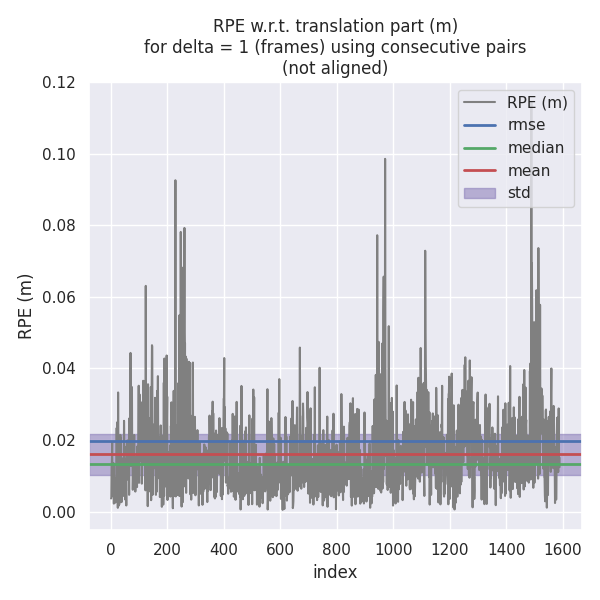 RPE w.r.t. translation part (m)
for delta = 1 (frames) using consecutive pairs
(not aligned)
RPE (m)
rmse
median
mean
std
0.12
0.10
0.08
0.06
0.04
0.02
0.00
RPE (m)
0 200 400 600 800 1000 1200 1400 1600
index